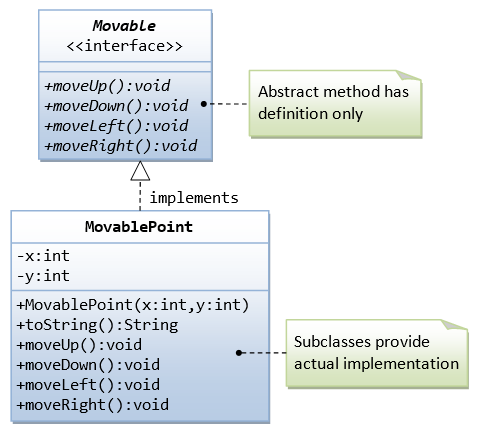 Movable
<<interface>>
+moveUp():void
+moveDown():void
+moveLeft():void
+moveRight():void
Abstract method has
definition only
implements
MovablePoint
-x:int
-y:int
+MovablePoint(x:int,y:int)
+toString():String
+moveUp():void
+moveDown():void
+moveLeft():void
+moveRight():void
Subclasses provide
actual implementation